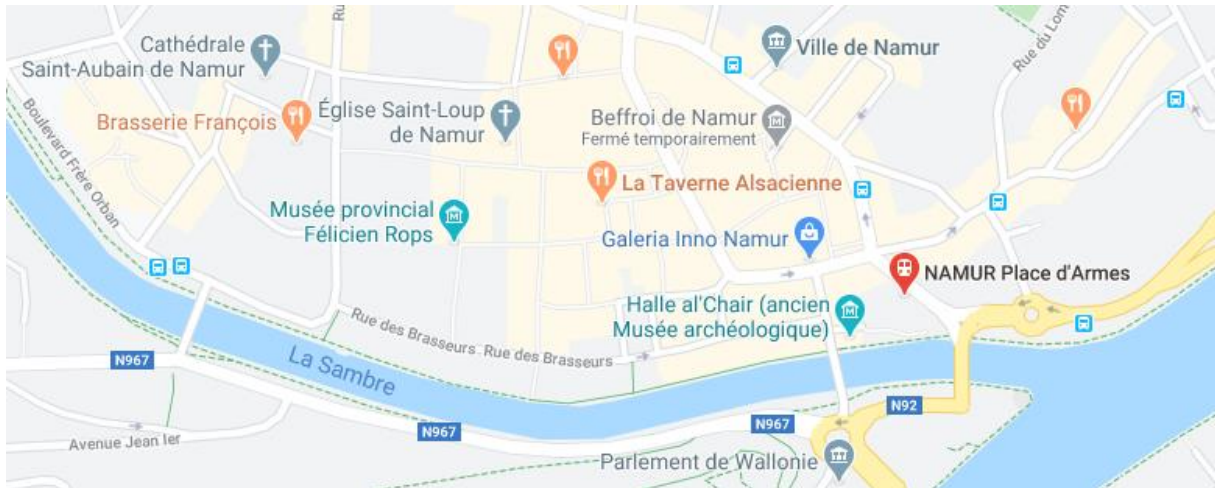 Ru
Rue du Lom
Cathédrale
Saint-Aubain de Namur
Ville de Namur
Brasserie François
Église Saint-Loup
de Namur
Beffroi de Namur
Fermé temporairement
Boulevard Frère Orban
La Taverne Alsacienne
Musée provincial
Félicien Rops
Galeria Inno Namur
NAMUR Place d'Armes
Halle al'Chair (ancien
Musée archéologique)
Rue des Brasseurs
Rue des Brasseurs
La Sambre
N967
N92
N967
N967
Avenue Jean Ier
Parlement de Wallonie